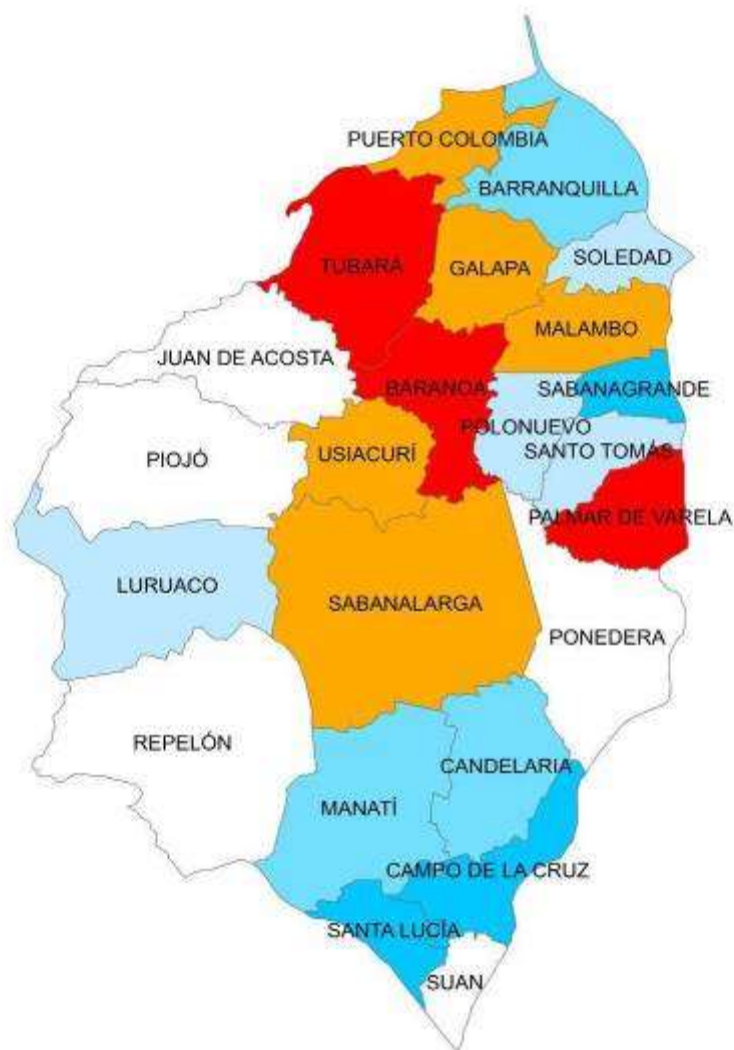 PUERTO COLOMBIA
BARRANQUILLA
SOLEDAD
TUBARÁ
GALAPA
MALAMBO
JUAN DE ACOSTA
BARANOA
SABANAGRANDE
POLONUEVO
SANTO TOMÁS
USIACURÍ
PIOJÓ
PALMAR DE VARELA
LURUACO
SABANALARGA
PONEDERA
REPELÓN
CANDELARIA
MANATÍ
CAMPO DE LA CRUZ
SANTA LUCÍA
SUAN